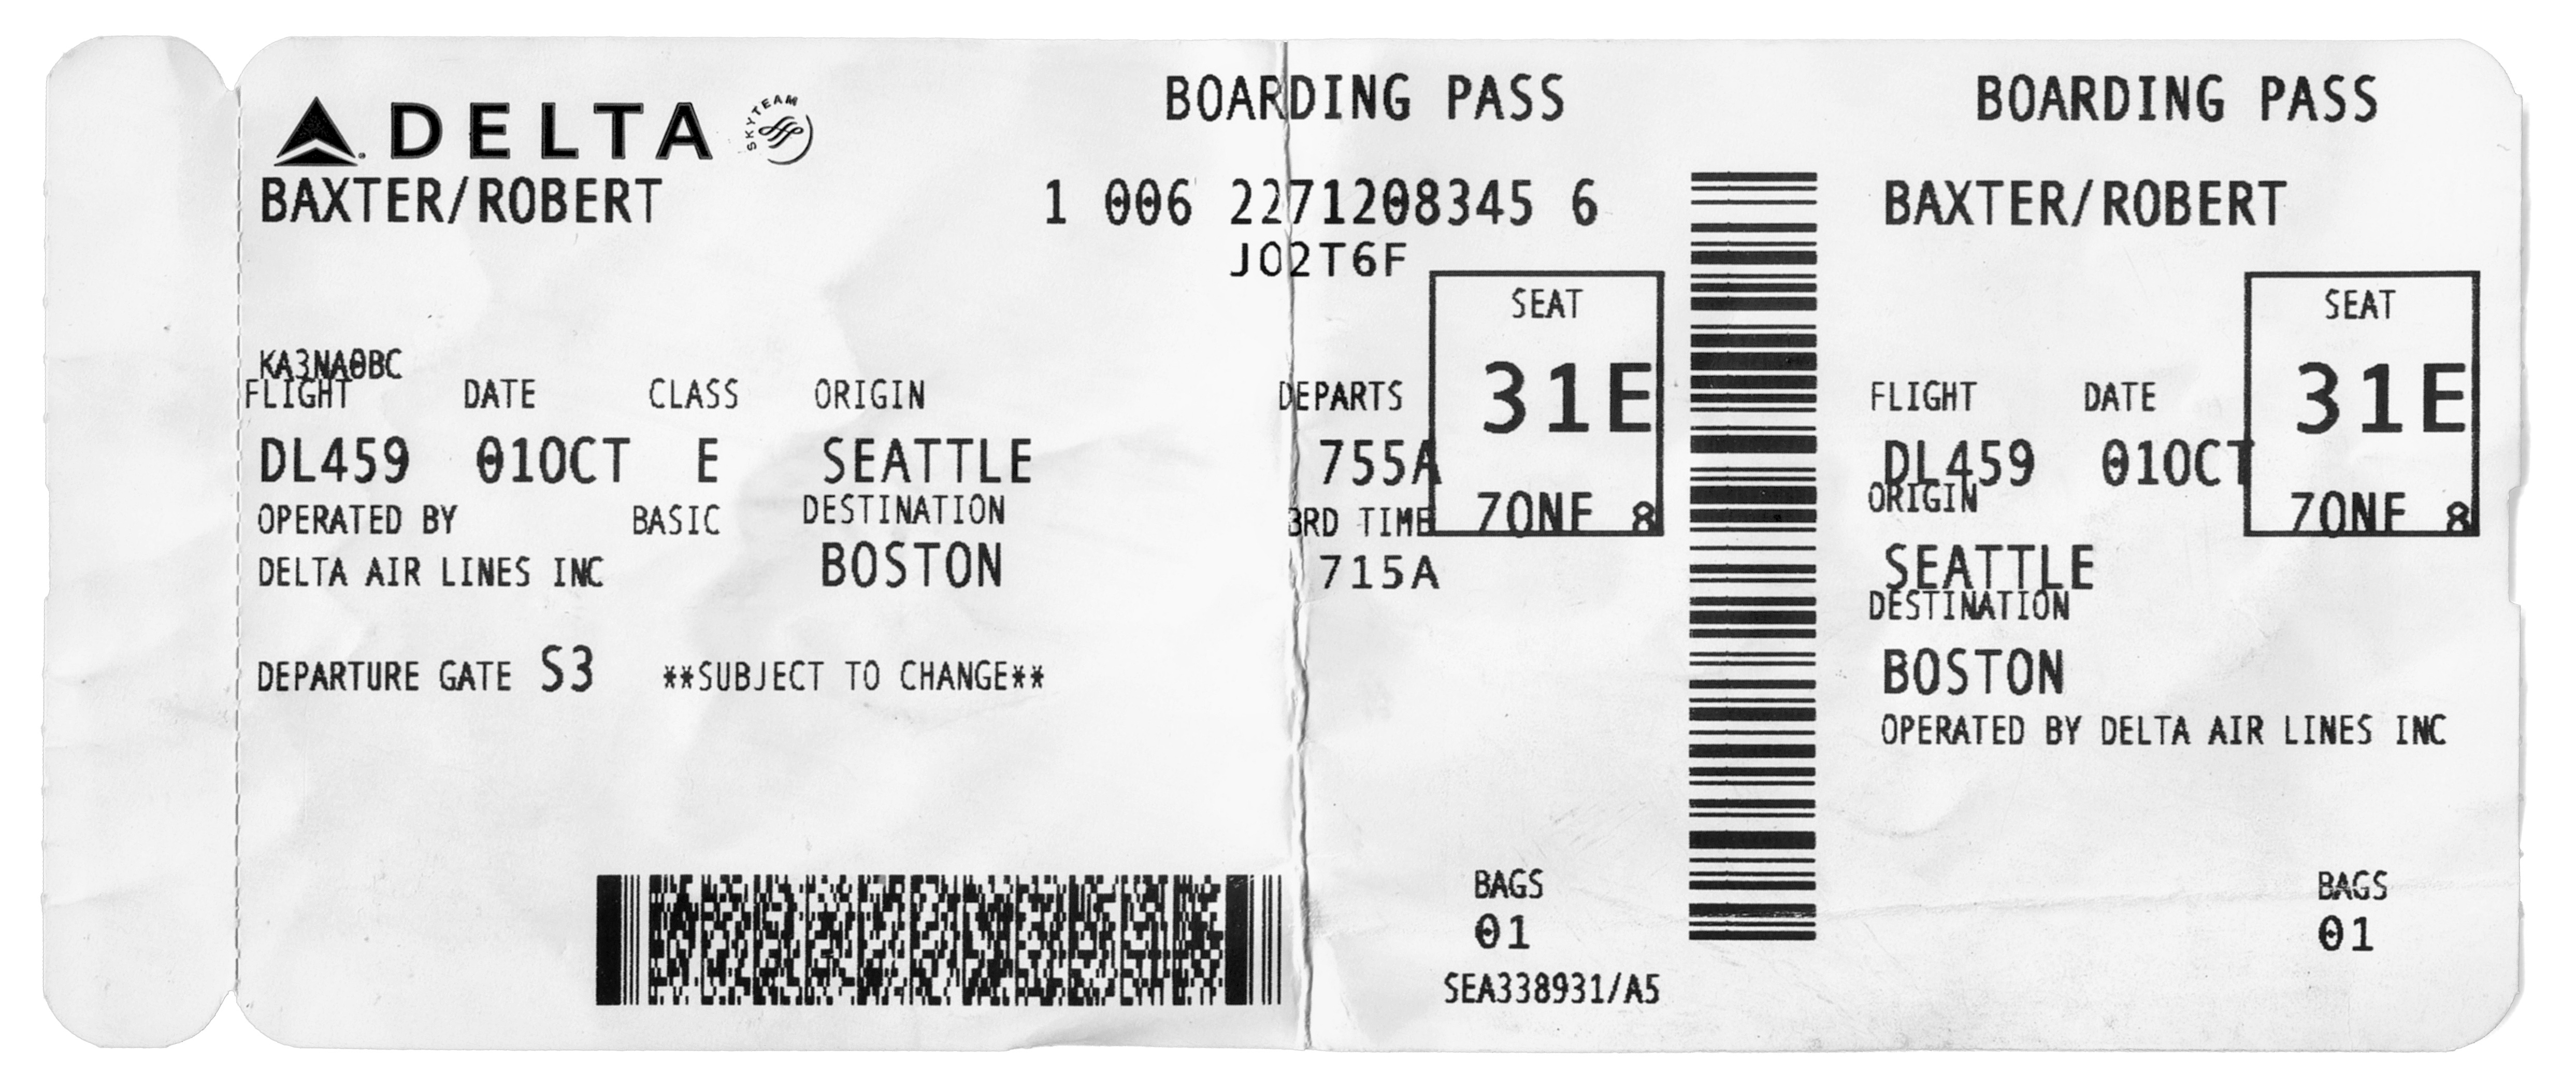 DELTA SKYTEAM
BOARDING PASS
BAXTER/ROBERT
1 006 2271208345 6
JO2T6F
KA3NA0BC
FLIGHT DATE CLASS ORIGIN DEPARTS
DL459 01OCT E SEATTLE 755A
OPERATED BY BASIC DESTINATION BRD TIME
DELTA AIR LINES INC BOSTON 715A
SEAT
31E
ZONE 8
DEPARTURE GATE S3 **SUBJECT TO CHANGE**
BAGS
01
SEA338931/A5
BOARDING PASS
BAXTER/ROBERT
SEAT
31E
ZONE 8
FLIGHT DATE
DL459 01OCT
ORIGIN
SEATTLE
DESTINATION
BOSTON
OPERATED BY DELTA AIR LINES INC
BAGS
01